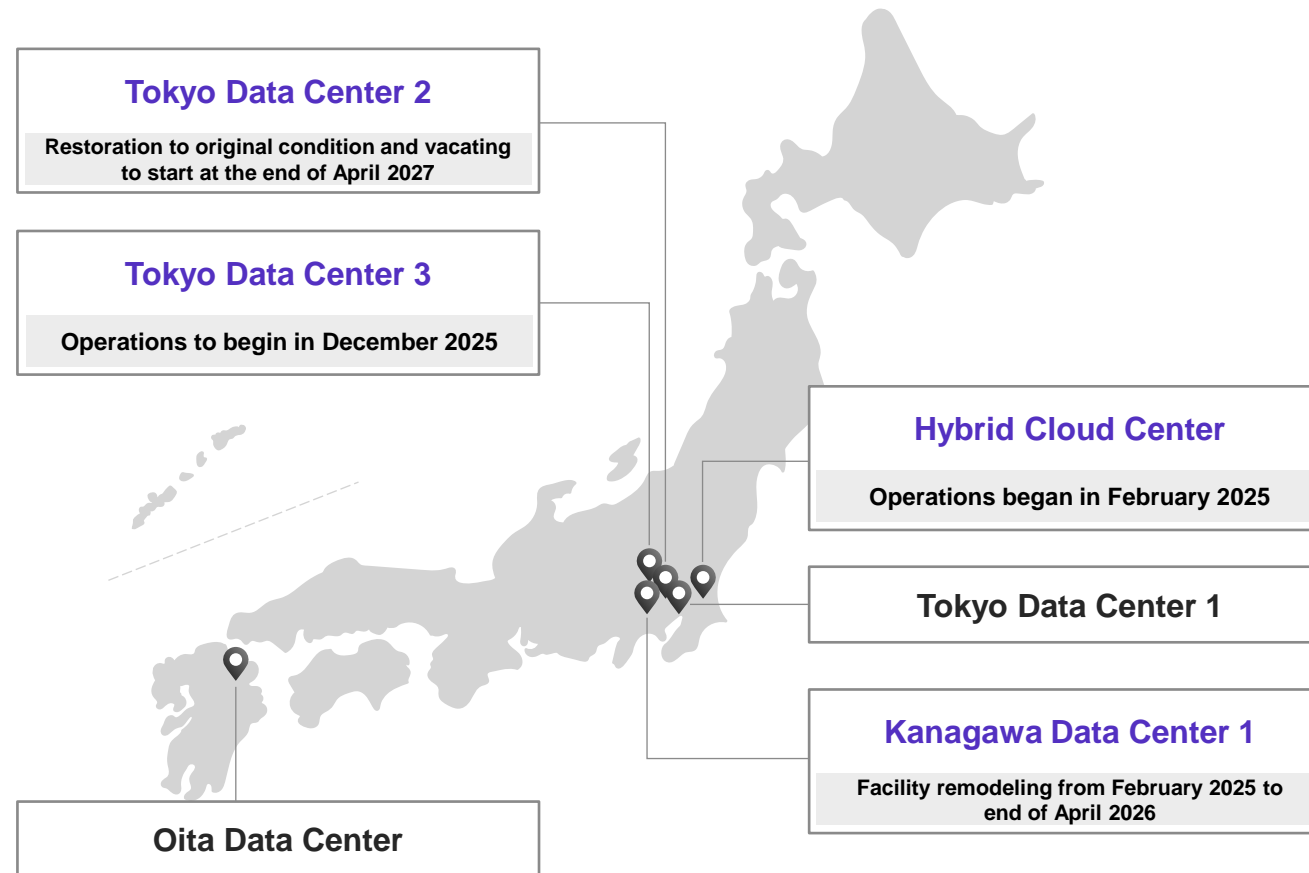 Tokyo Data Center 2
Restoration to original condition and vacating
to start at the end of April 2027
Tokyo Data Center 3
Operations to begin in December 2025
Hybrid Cloud Center
Operations began in February 2025
Tokyo Data Center 1
Kanagawa Data Center 1
Facility remodeling from February 2025 to
end of April 2026
Oita Data Center